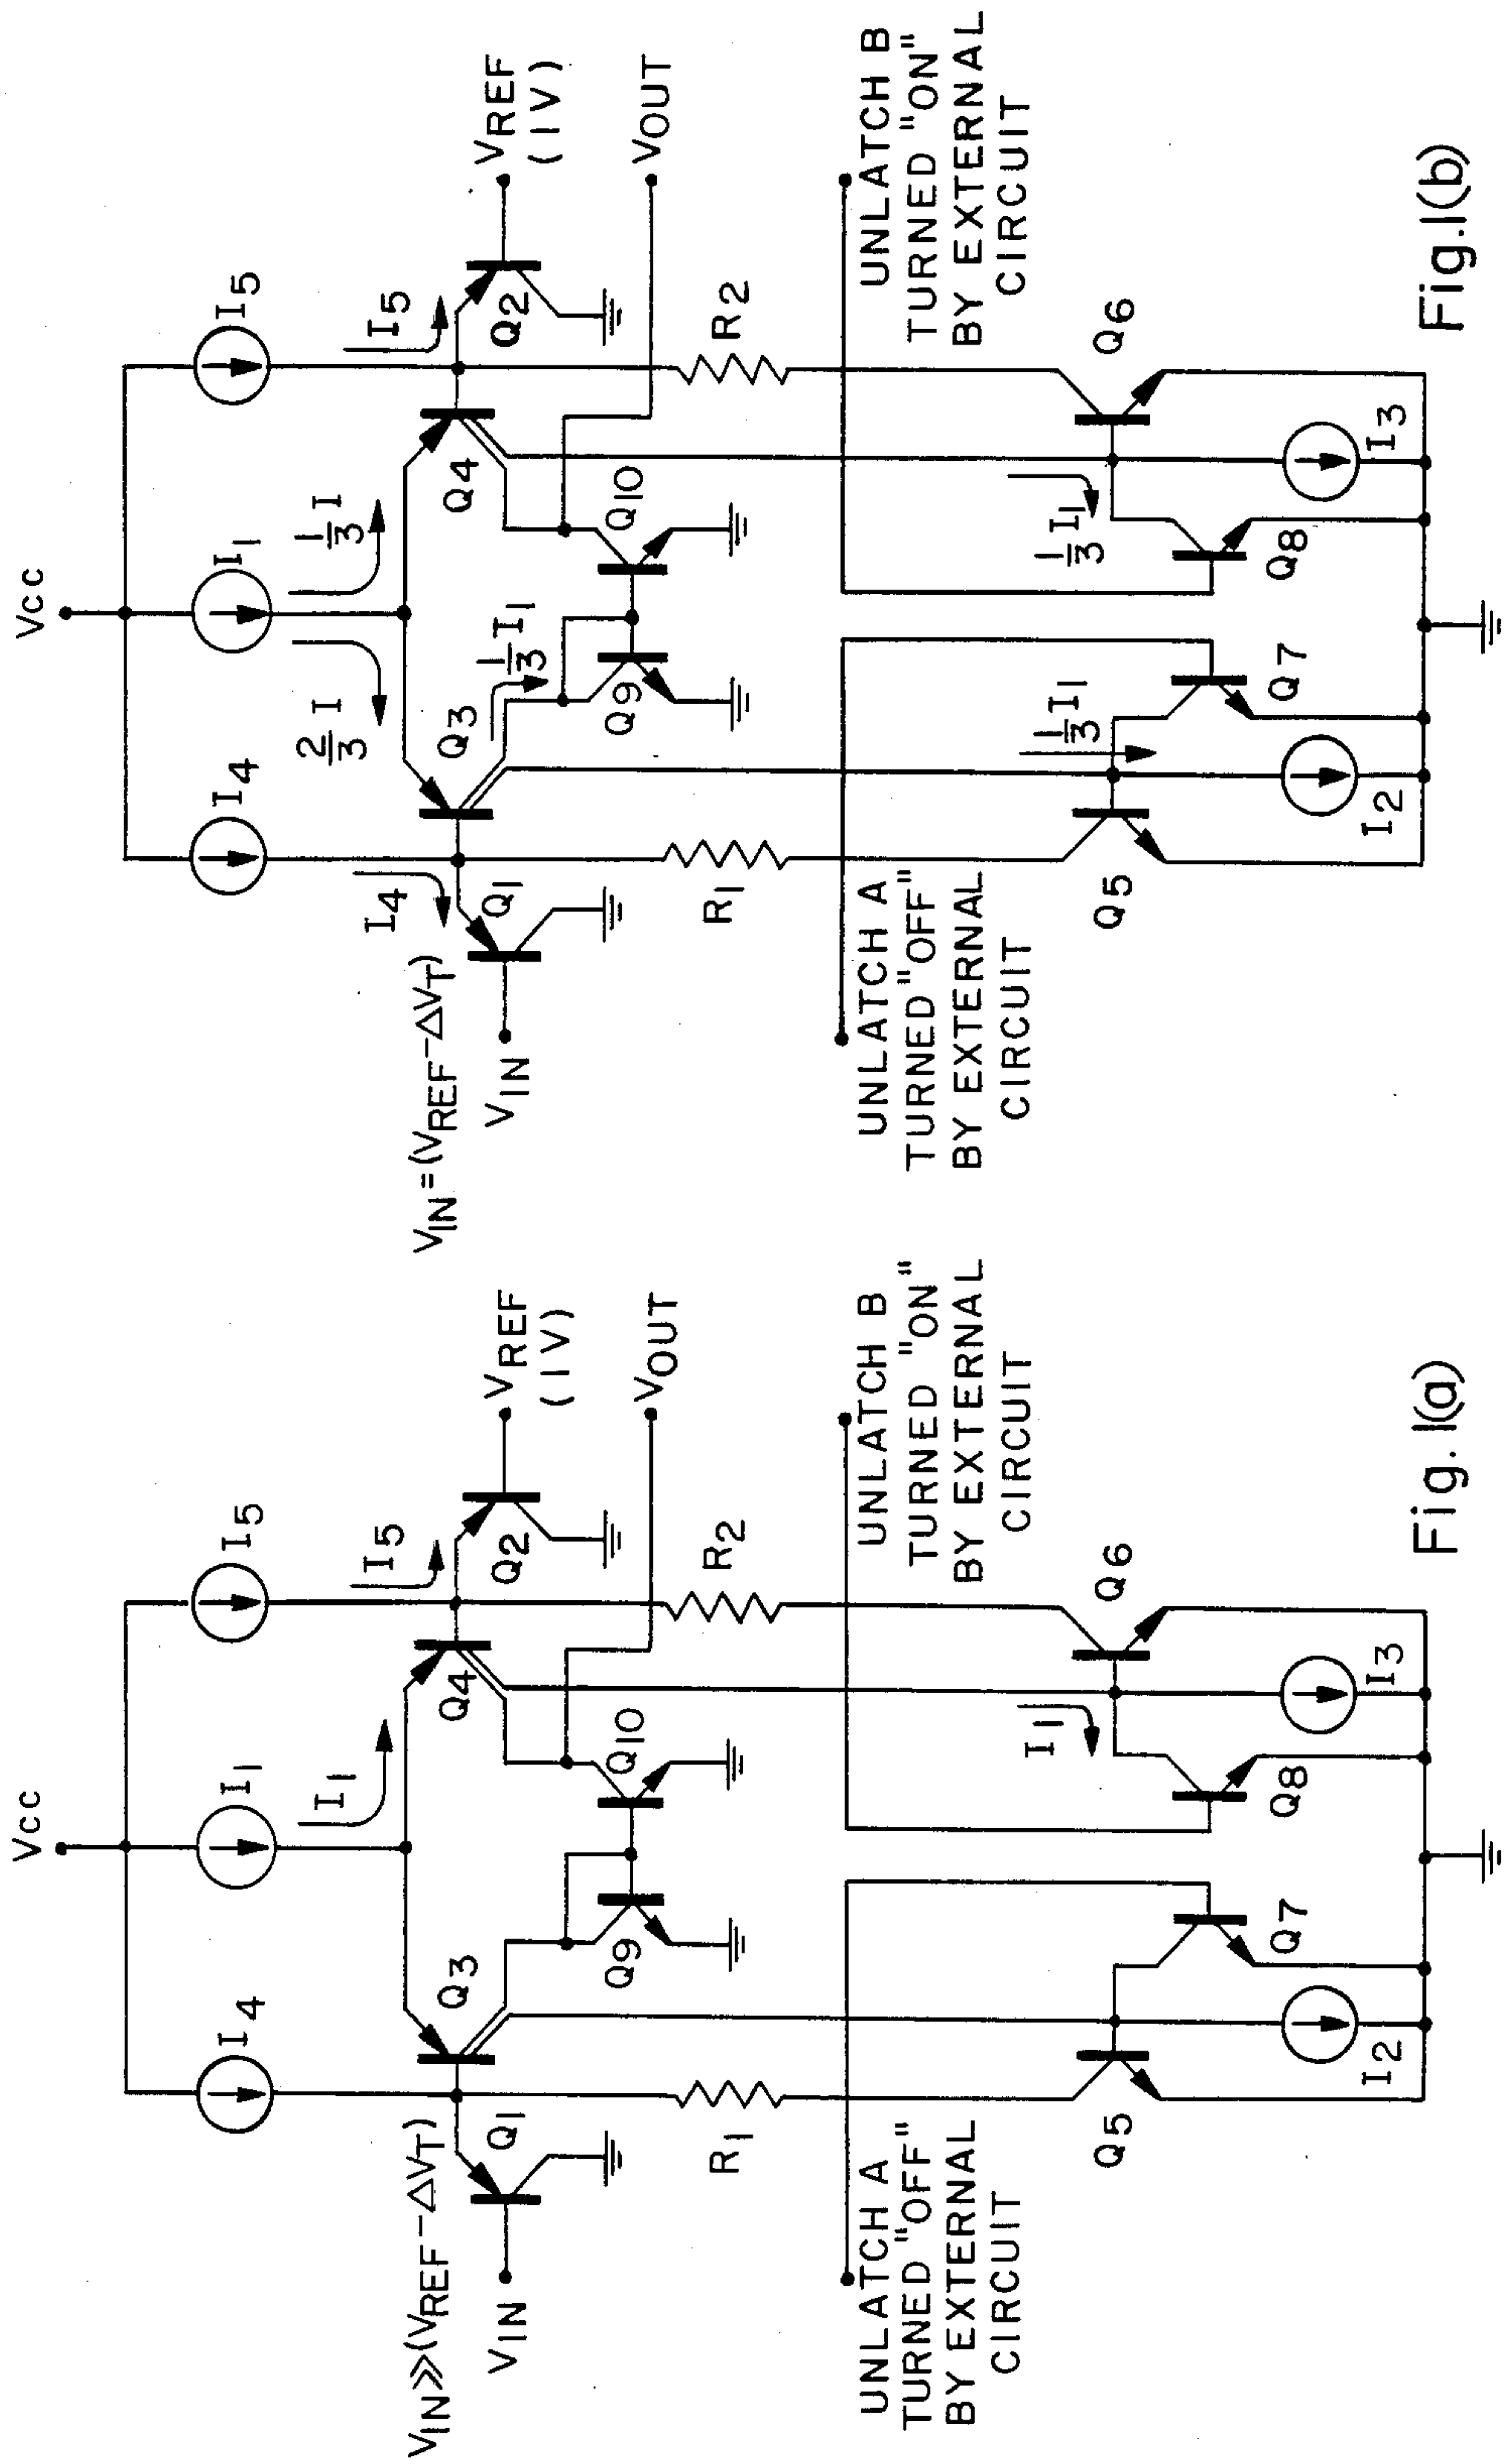 Vcc
I4
I1
I5
I1
I5
VIN≫(VREF-ΔVT)
Q1
Q3
Q4
Q2
VREF
(1V)
VIN
Q9
Q10
VOUT
R1
R2
UNLATCH A
TURNED "OFF"
BY EXTERNAL
CIRCUIT
UNLATCH B
TURNED "ON"
BY EXTERNAL
CIRCUIT
I1
Q5
Q6
Q7
Q8
I2
I3
Fig. 1(a)
Vcc
I4
I1
I5
2/3 I
1/3 I
I4
I5
VIN=(VREF-ΔVT)
Q1
Q3
Q4
Q2
VREF
(1V)
VIN
1/3 I1
Q9
Q10
VOUT
R1
R2
UNLATCH A
TURNED "OFF"
BY EXTERNAL
CIRCUIT
UNLATCH B
TURNED "ON"
BY EXTERNAL
CIRCUIT
1/3 I1
1/3 I1
Q5
Q6
Q7
Q8
I2
I3
Fig.1(b)